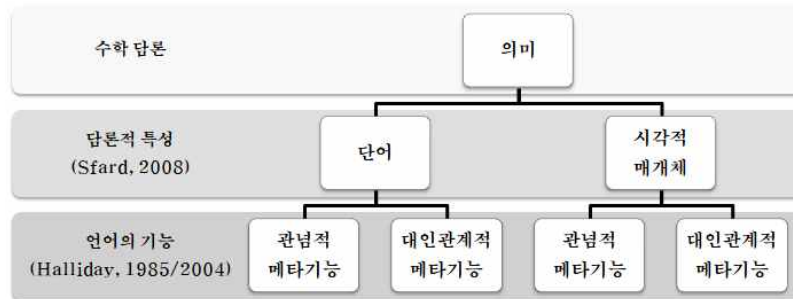 수학 담론
의미
담론적 특성
(Sfard, 2008)
단어
시각적
매개체
언어의 기능
(Halliday, 1985/2004)
관념적
메타기능
대인관계적
메타기능
관념적
메타기능
대인관계적
메타기능